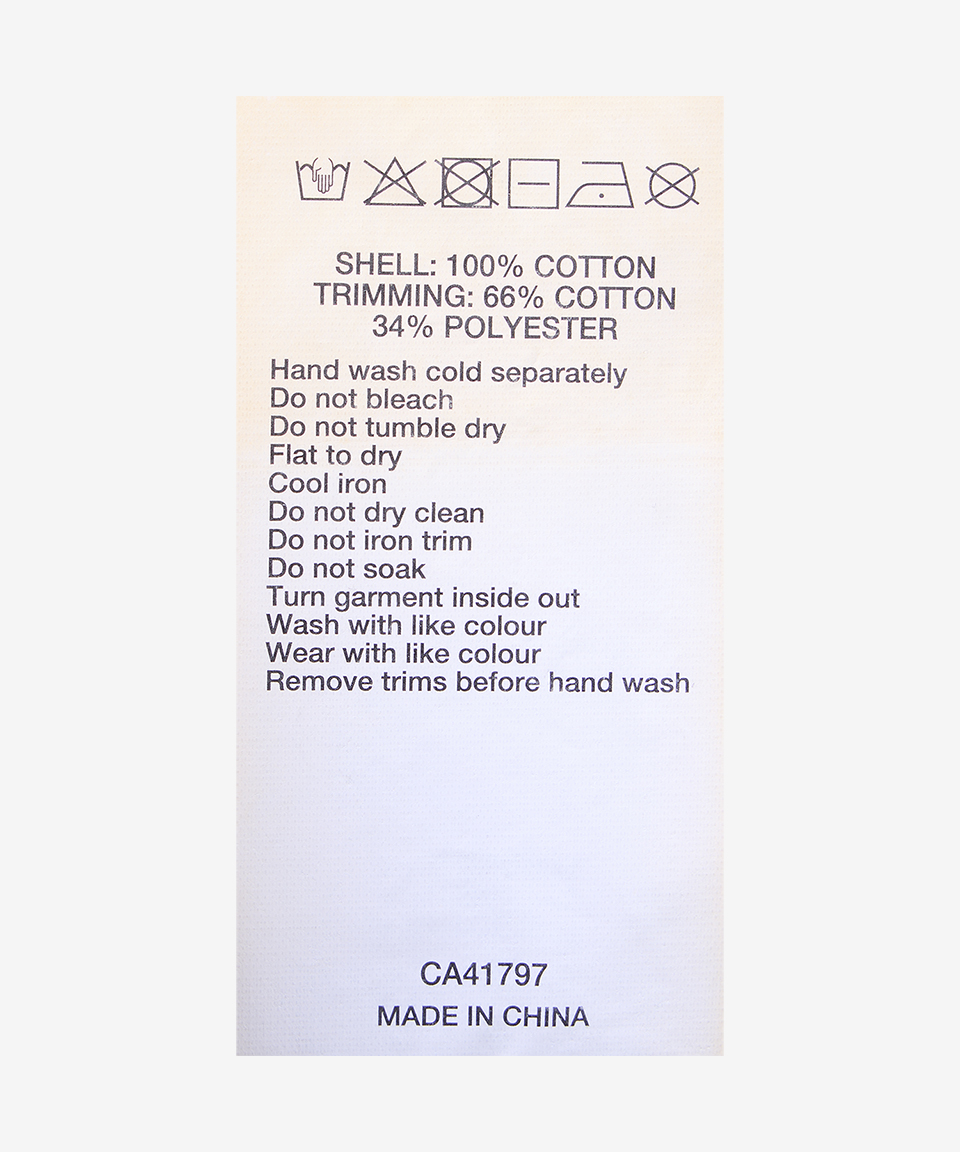 SHELL: 100% COTTON
TRIMMING: 66% COTTON
34% POLYESTER
Hand wash cold separately
Do not bleach
Do not tumble dry
Flat to dry
Cool iron
Do not dry clean
Do not iron trim
Do not soak
Turn garment inside out
Wash with like colour
Wear with like colour
Remove trims before hand wash
CA41797
MADE IN CHINA